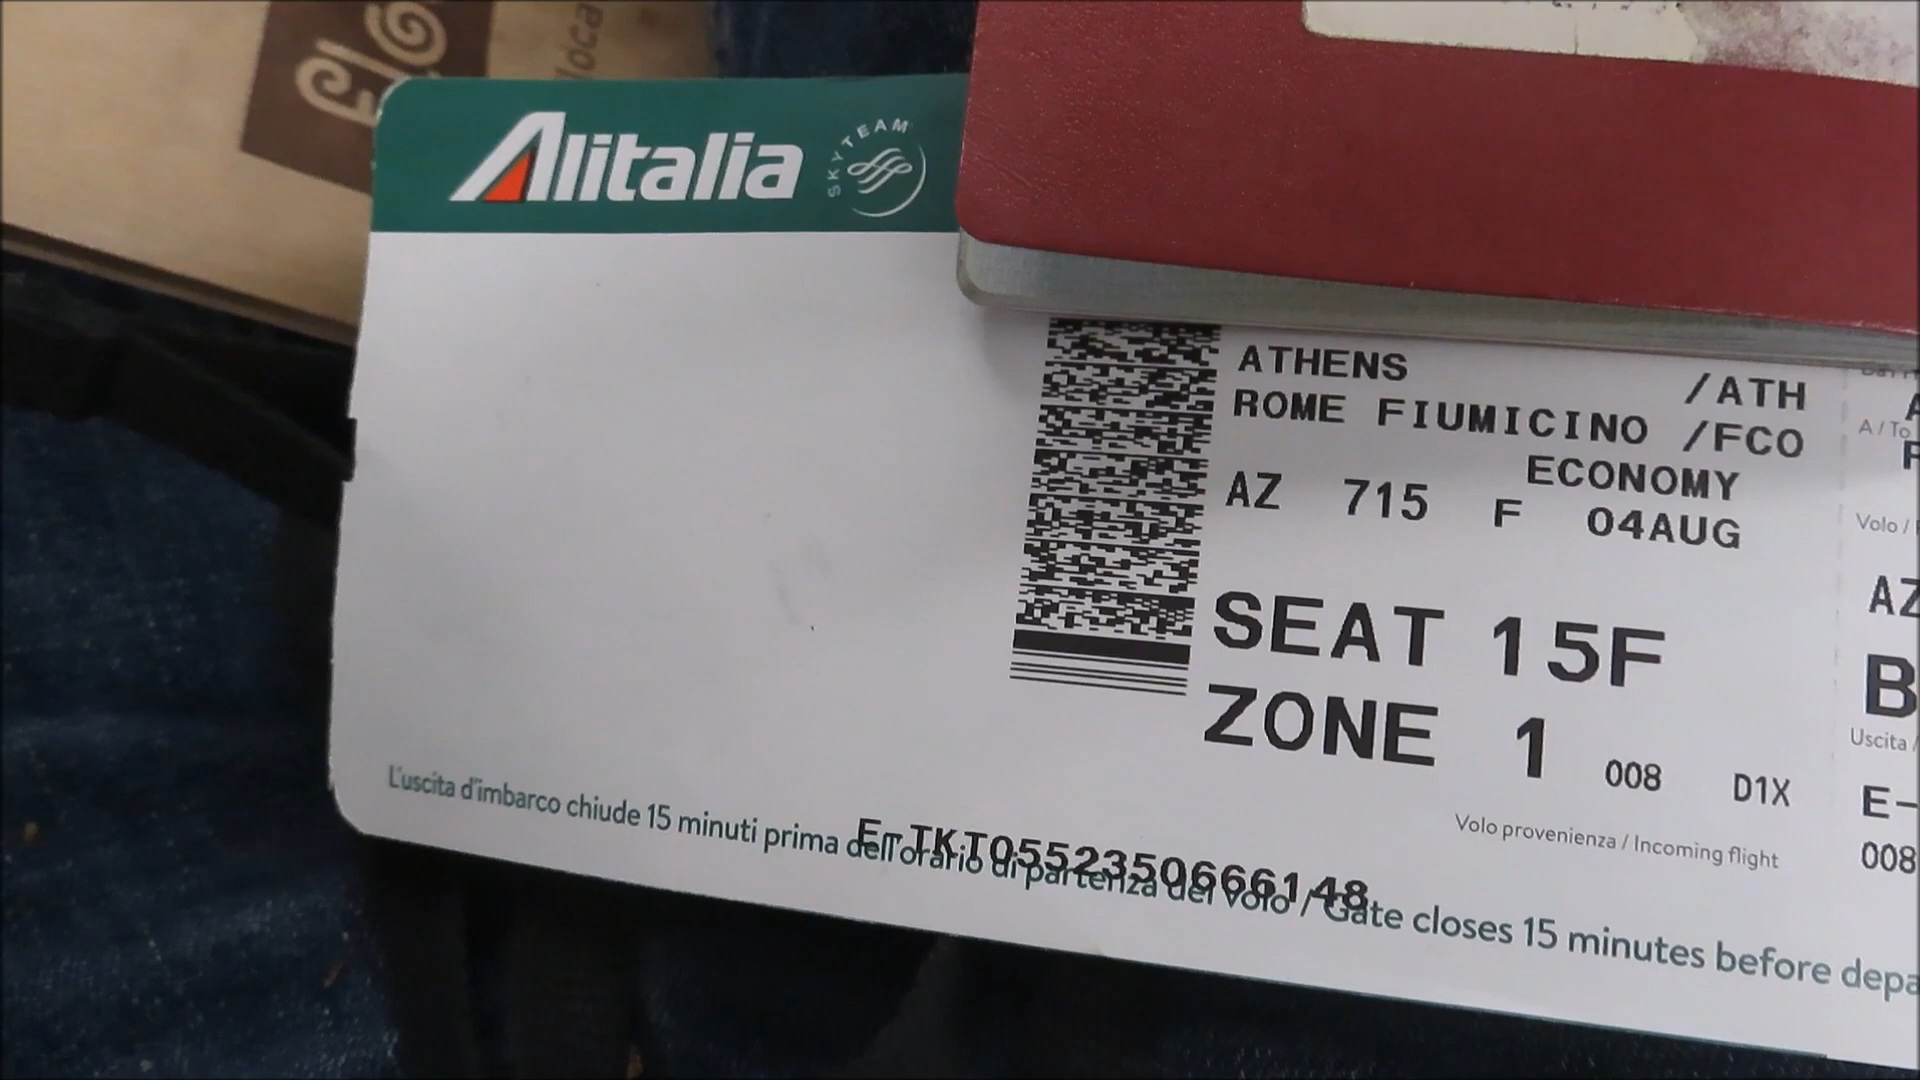 loca
Alitalia
SKYTEAM
ATHENS /ATH
ROME FIUMICINO /FCO
ECONOMY
AZ 715 F 04AUG
SEAT 15F
ZONE 1 008 D1X
Volo provenienza / Incoming flight
E-TKT0552350666148
L'uscita d'imbarco chiude 15 minuti prima dell'orario di partenza del volo / Gate closes 15 minutes before depa
A / To
Volo /
AZ
B
Uscita /
E-
008